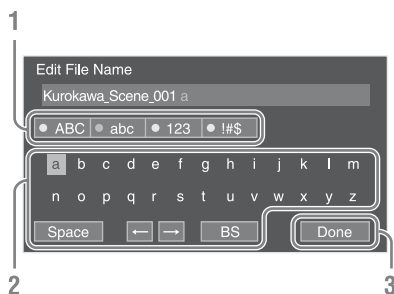 1
Edit File Name
Kurokawa_Scene_001 a
ABC abc 123 !#$
a b c d e f g h i j k l m
n o p q r s t u v w x y z
Space ← → BS Done
2 3